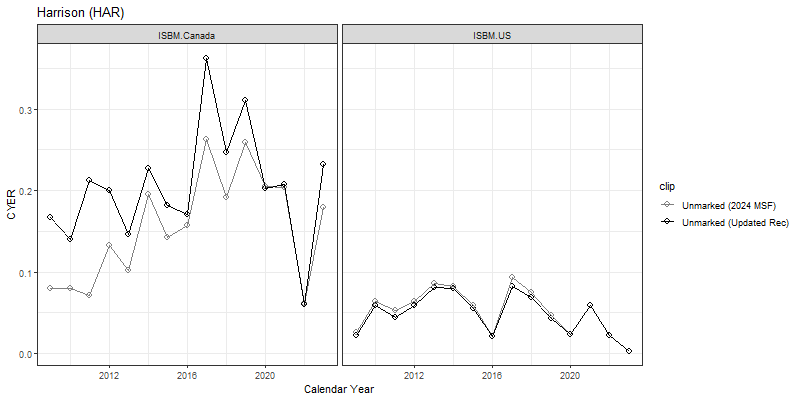 Harrison (HAR)
ISBM.Canada
ISBM.US
CYER
0.3
0.2
0.1
0.0
2012
2016
2020
2012
2016
2020
Calendar Year
clip
Unmarked (2024 MSF)
Unmarked (Updated Rec)